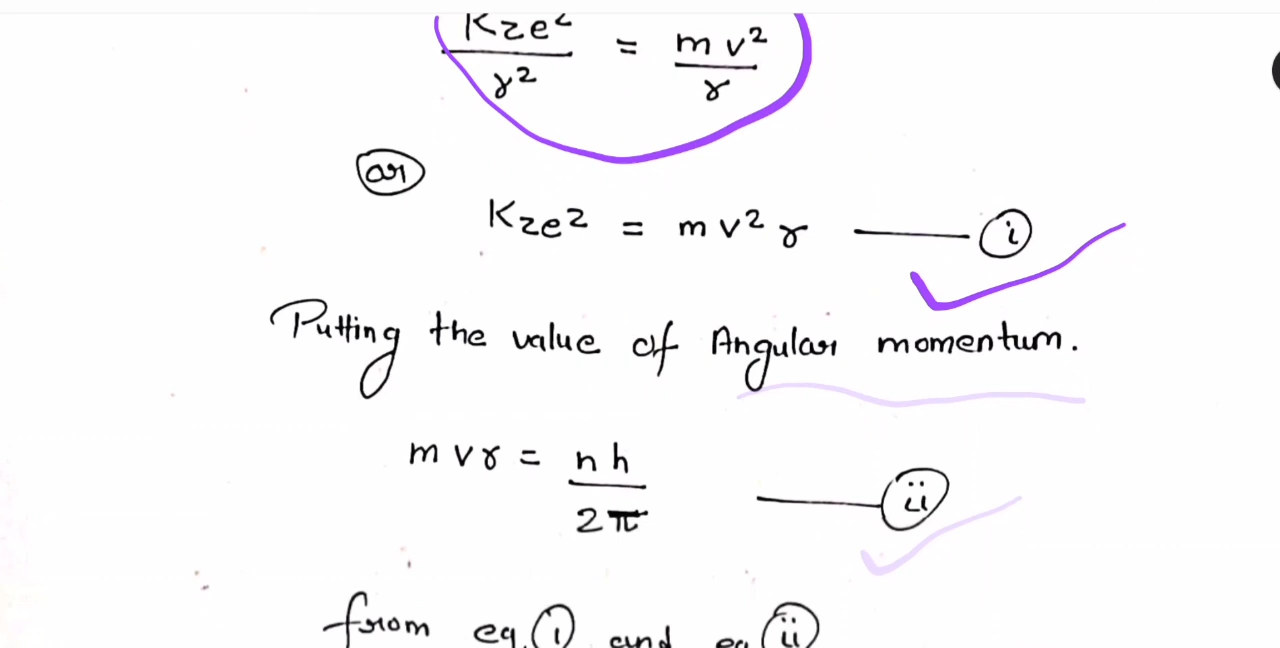 Kze² / r² = mv² / r
or
Kze² = mv² r —— (i)
Putting the value of Angular momentum.
mvr = nh / 2π —— (ii)
from eq (i) and eq (ii)